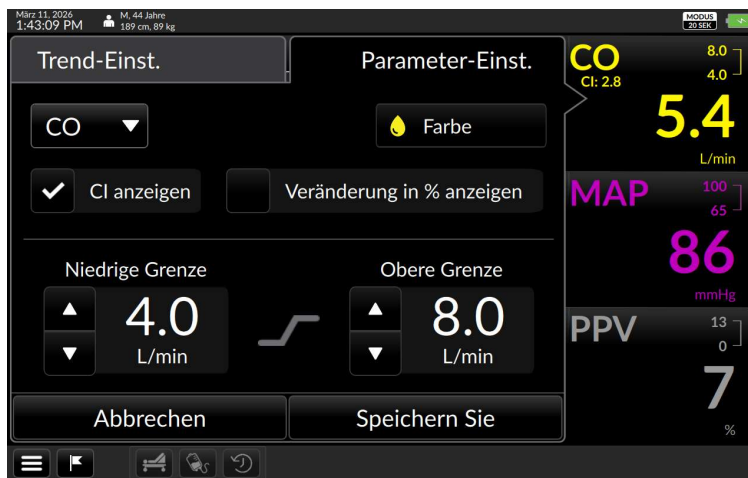 März 11, 2026
1:43:09 PM
M, 44 Jahre
189 cm, 89 kg
MODUS
20 SEK
Trend-Einst.
Parameter-Einst.
CO
Farbe
CI anzeigen
Veränderung in % anzeigen
Niedrige Grenze
4.0
L/min
Obere Grenze
8.0
L/min
Abbrechen
Speichern Sie
CO
CI: 2.8
8.0
4.0
5.4
L/min
MAP
100
65
86
mmHg
PPV
13
0
7
%